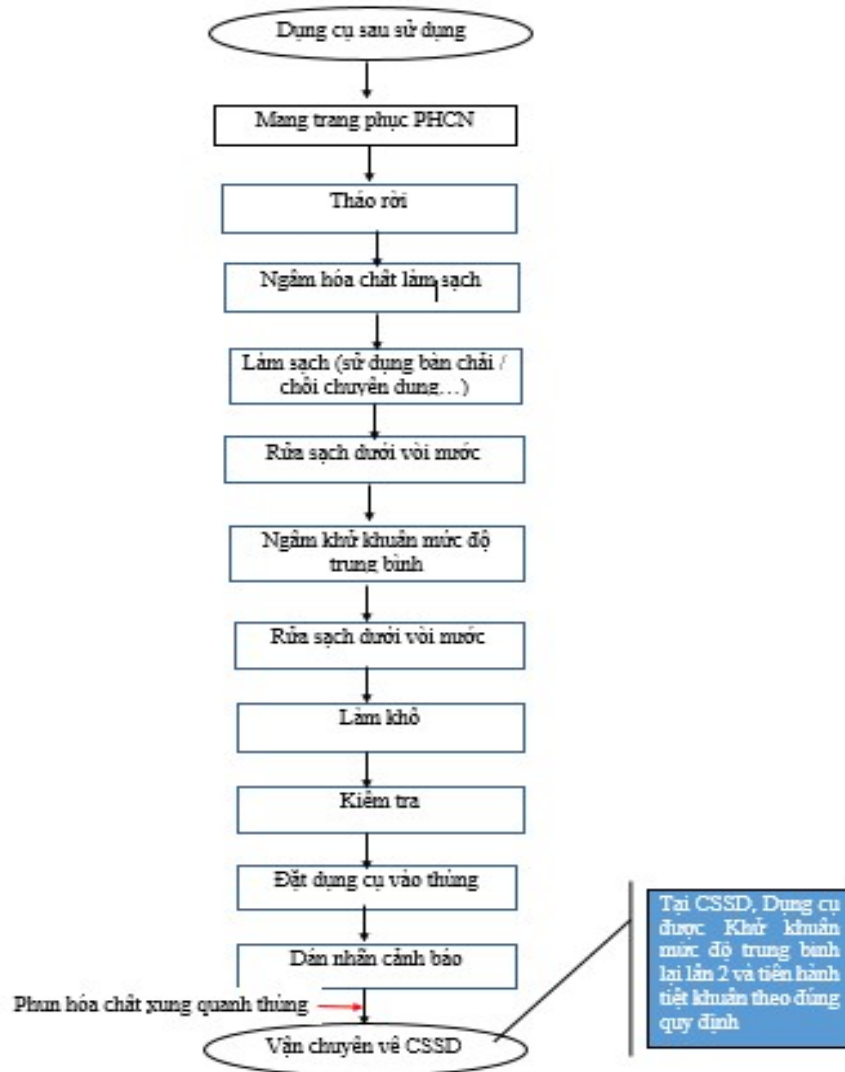 Dụng cụ sau sử dụng
Mang trang phục PHCN
Tháo rời
Ngâm hóa chất làm sạch
Làm sạch (sử dụng bàn chải /
chổi chuyên dung…)
Rửa sạch dưới vòi nước
Ngâm khử khuẩn mức độ
trung bình
Rửa sạch dưới vòi nước
Làm khô
Kiểm tra
Đặt dụng cụ vào thùng
Dán nhãn cảnh báo
Phun hóa chất xung quanh thùng
Vận chuyển về CSSD
Tại CSSD, Dụng cụ
được Khử khuẩn
mức độ trung bình
lại lần 2 và tiến hành
tiệt khuẩn theo đúng
quy định